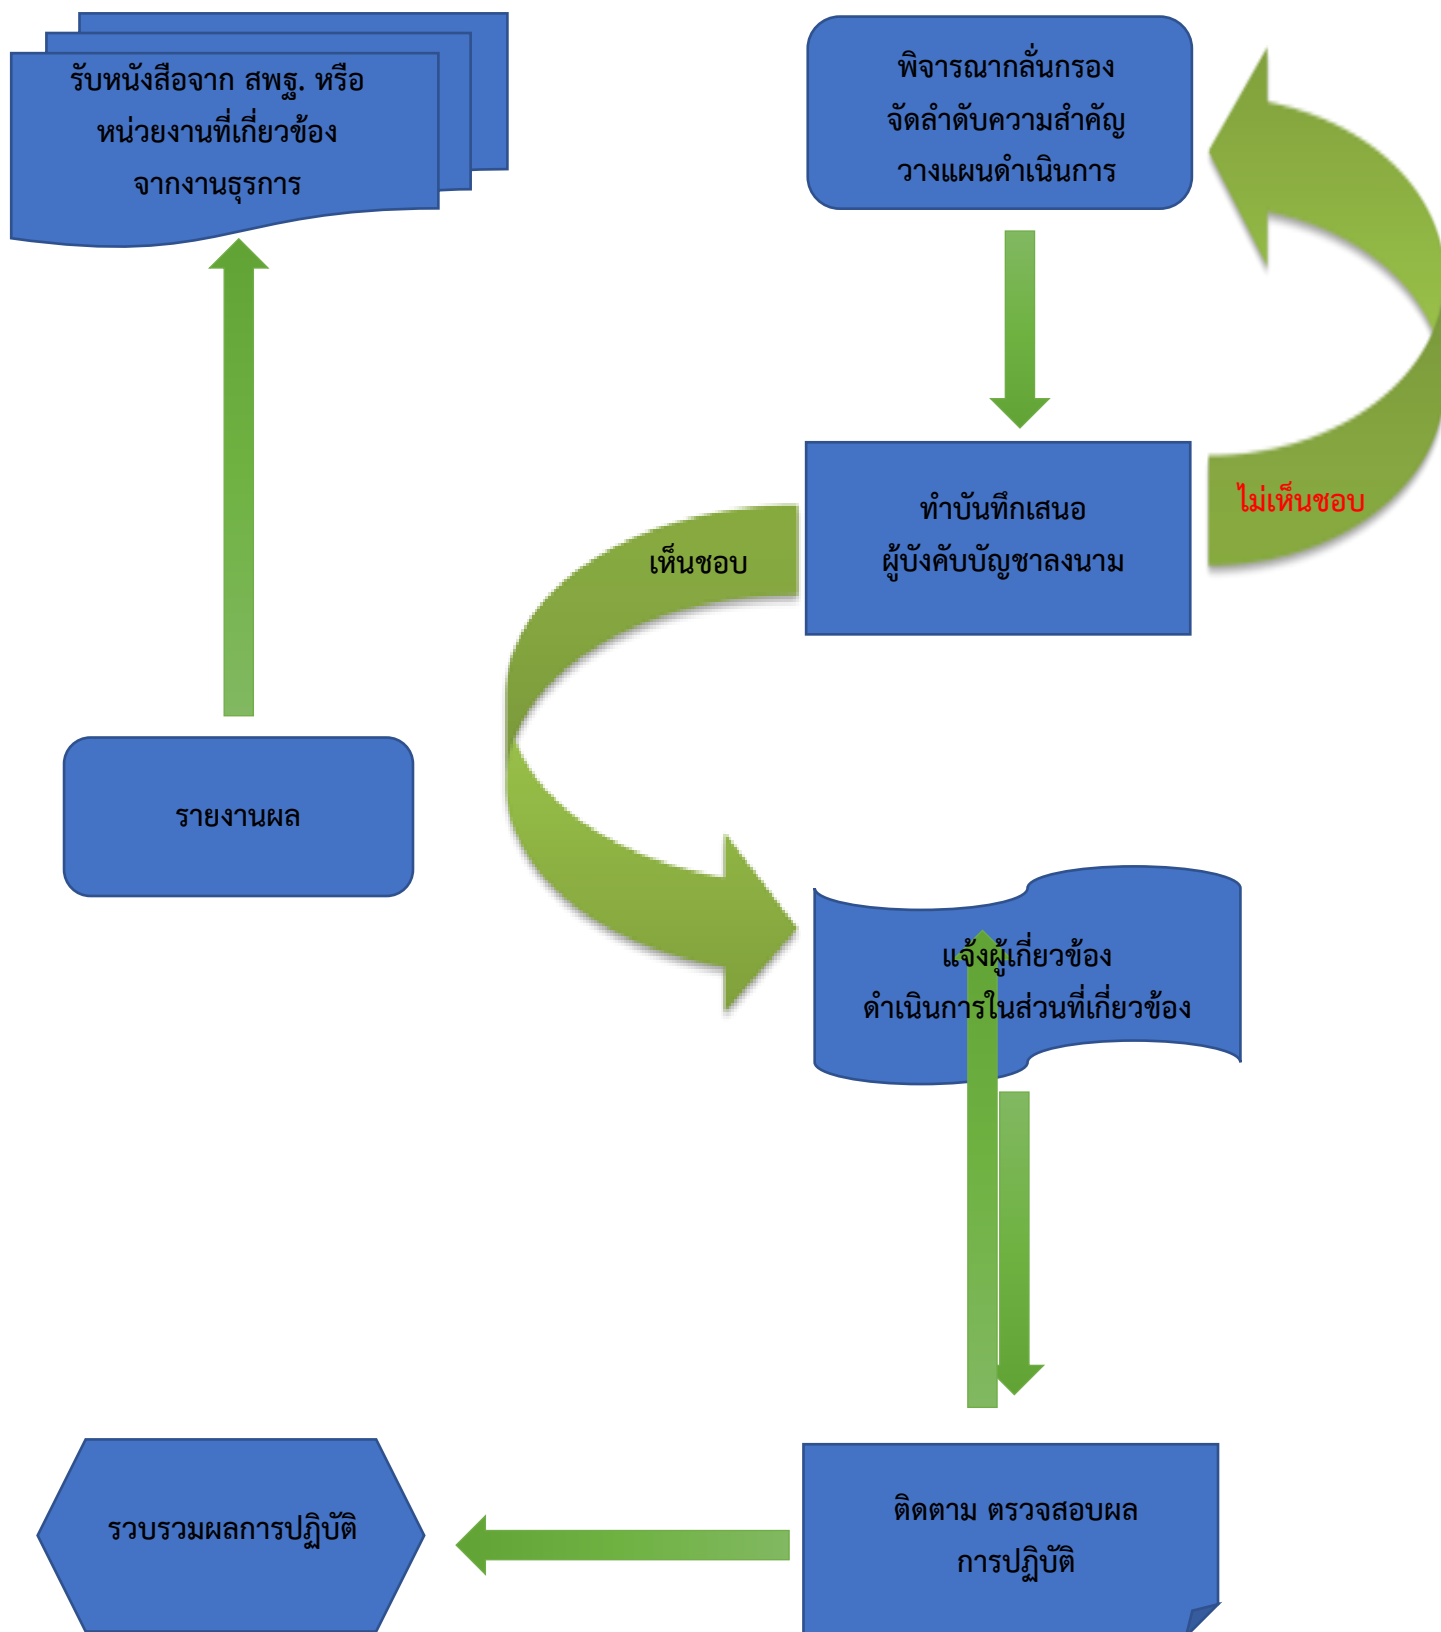 รับหนังสือจาก สพฐ. หรือ
หน่วยงานที่เกี่ยวข้อง
จากงานธุรการ
พิจารณากลั่นกรอง
จัดลำดับความสำคัญ
วางแผนดำเนินการ
ทำบันทึกเสนอ
ผู้บังคับบัญชาลงนาม
ไม่เห็นชอบ
เห็นชอบ
รายงานผล
แจ้งผู้เกี่ยวข้อง
ดำเนินการในส่วนที่เกี่ยวข้อง
รวบรวมผลการปฏิบัติ
ติดตาม ตรวจสอบผล
การปฏิบัติ